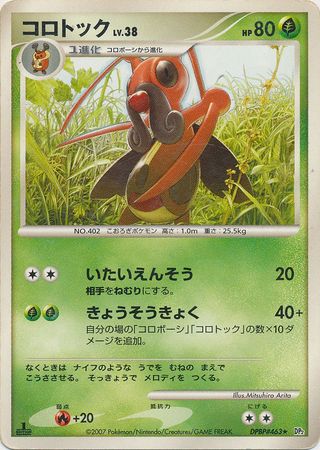 コロトック LV.38 HP 80
1進化 コロボーシから進化
NO.402 こおろぎポケモン 高さ：1.0m 重さ：25.5kg
いたいえんそう 20
相手をねむりにする。
きょうそうきょく 40+
自分の場の「コロボーシ」「コロトック」の数×10ダ
メージを追加。
なくときは ナイフのような うでを むねの まえで
こうささせる。そっきょうで メロディを つくる。
Illus.Mitsuhiro Arita
弱点 抵抗力 にげる
+20
©2007 Pokémon/Nintendo/Creatures/GAME FREAK.
DPBP#463★